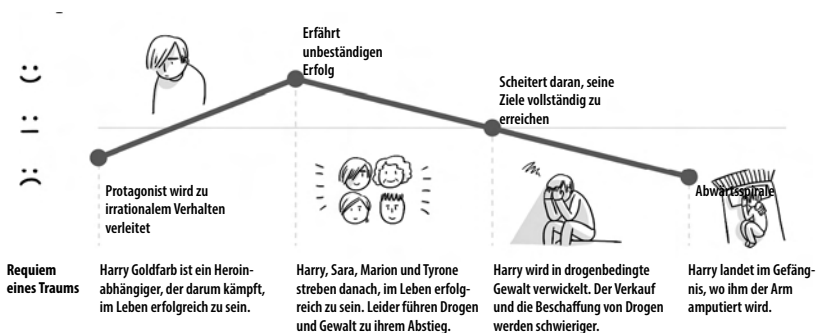 Erfährt
unbeständigen
Erfolg
Scheitert daran, seine
Ziele vollständig zu
erreichen
Protagonist wird zu
irrationalem Verhalten
verleitet
Abwärtsspirale
Requiem
eines Traums
Harry Goldfarb ist ein Heroin-
abhängiger, der darum kämpft,
im Leben erfolgreich zu sein.
Harry, Sara, Marion und Tyrone
streben danach, im Leben erfolg-
reich zu sein. Leider führen Drogen
und Gewalt zu ihrem Abstieg.
Harry wird in drogenbedingte
Gewalt verwickelt. Der Verkauf
und die Beschaffung von Drogen
werden schwieriger.
Harry landet im Gefäng-
nis, wo ihm der Arm
amputiert wird.